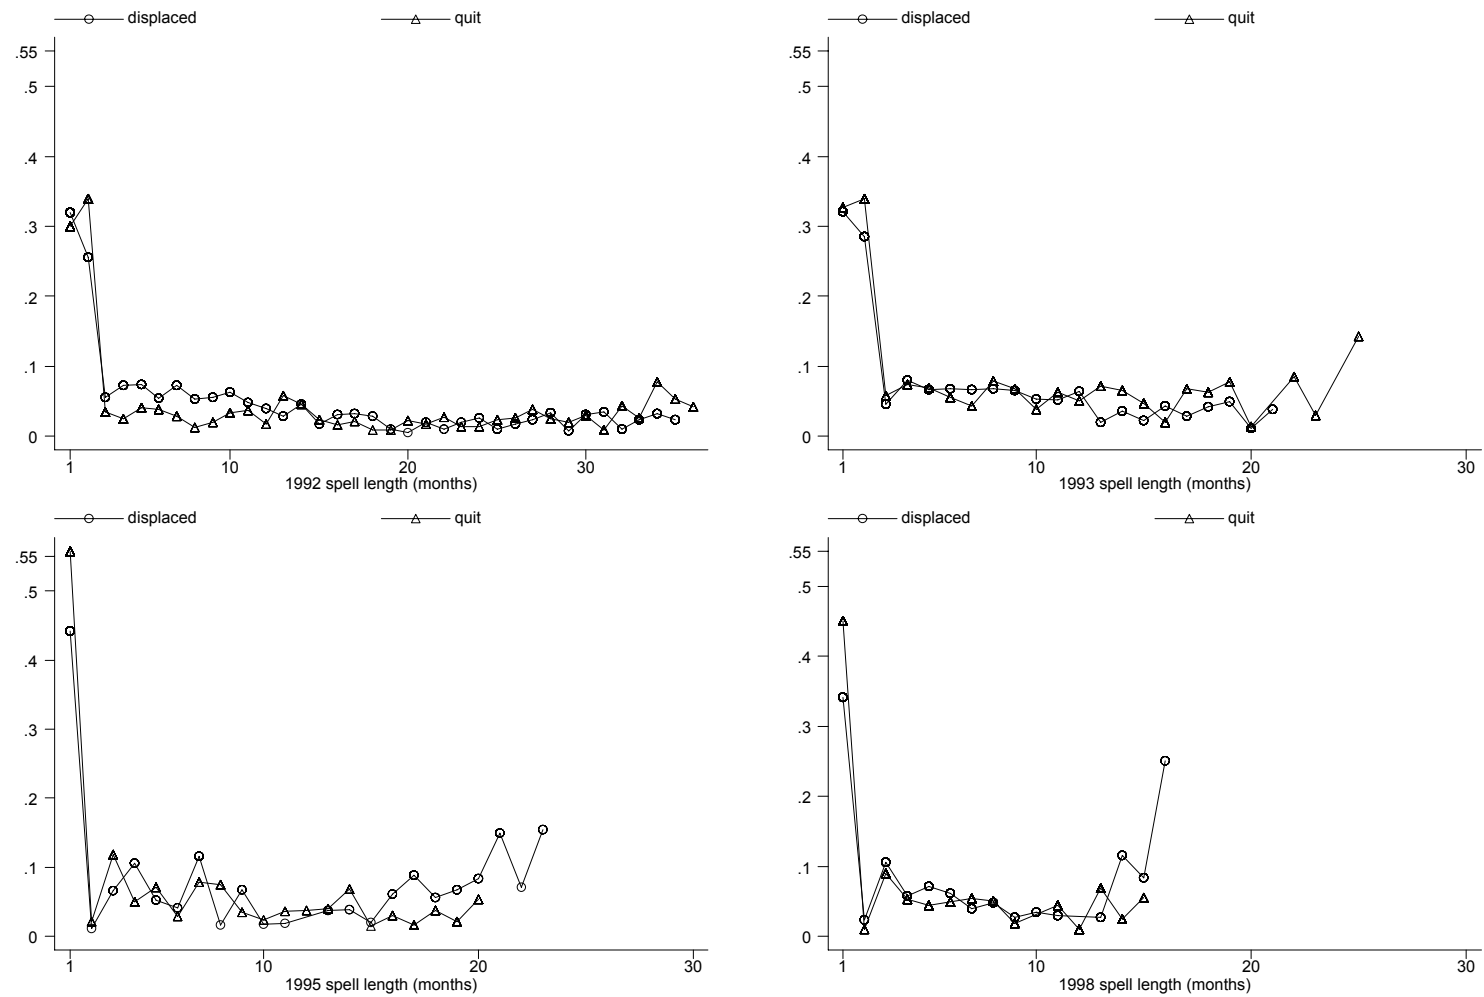 displaced quit
.55
.5
.4
.3
.2
.1
0
1 10 20 30
1992 spell length (months)
displaced quit
.55
.5
.4
.3
.2
.1
0
1 10 20 30
1993 spell length (months)
displaced quit
.55
.5
.4
.3
.2
.1
0
1 10 20 30
1995 spell length (months)
displaced quit
.55
.5
.4
.3
.2
.1
0
1 10 20 30
1998 spell length (months)